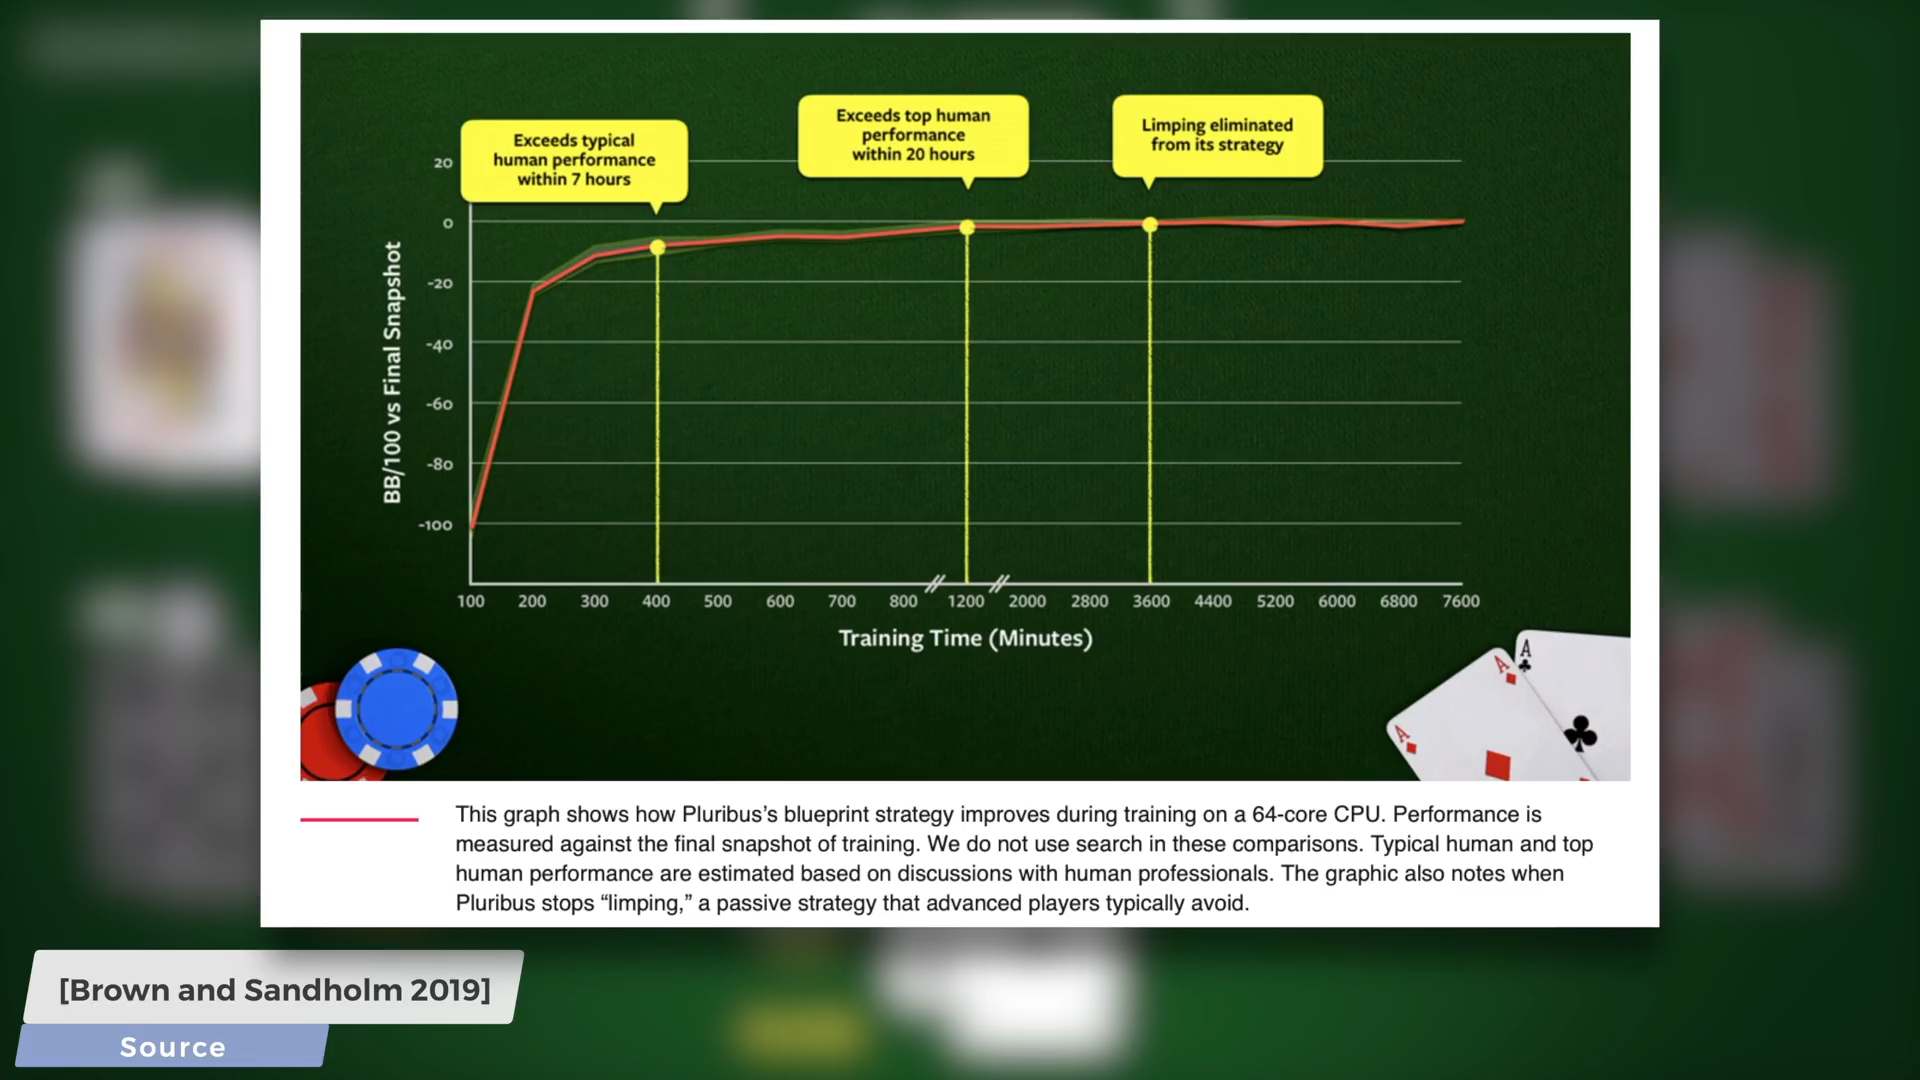 Exceeds typical
human performance
within 7 hours
Exceeds top human
performance
within 20 hours
Limping eliminated
from its strategy
20
0
-20
-40
-60
-80
-100
BB/100 vs Final Snapshot
100 200 300 400 500 600 700 800 1200 2000 2800 3600 4400 5200 6000 6800 7600
Training Time (Minutes)
A
A
A
This graph shows how Pluribus’s blueprint strategy improves during training on a 64-core CPU. Performance is
measured against the final snapshot of training. We do not use search in these comparisons. Typical human and top
human performance are estimated based on discussions with human professionals. The graphic also notes when
Pluribus stops “limping,” a passive strategy that advanced players typically avoid.
[Brown and Sandholm 2019]
Source